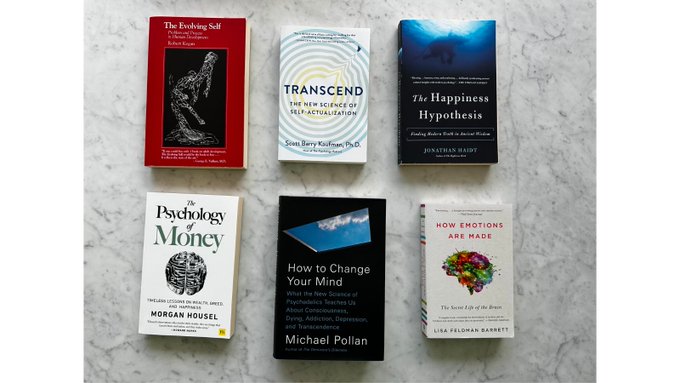 The Evolving Self
Problem and Process
in Human Development
Robert Kegan
TRANSCEND
THE NEW SCIENCE OF
SELF-ACTUALIZATION
Scott Barry Kaufman, Ph.D.
The Happiness
Hypothesis
Finding Modern Truth in Ancient Wisdom
JONATHAN HAIDT
The
Psychology
of
Money
TIMELESS LESSONS ON WEALTH, GREED,
AND HAPPINESS
MORGAN HOUSEL
How to Change
Your Mind
What the New Science of
Psychedelics Teaches Us
About Consciousness,
Dying, Addiction, Depression,
and Transcendence
Michael Pollan
HOW EMOTIONS
ARE MADE
The Secret Life of the Brain
LISA FELDMAN BARRETT